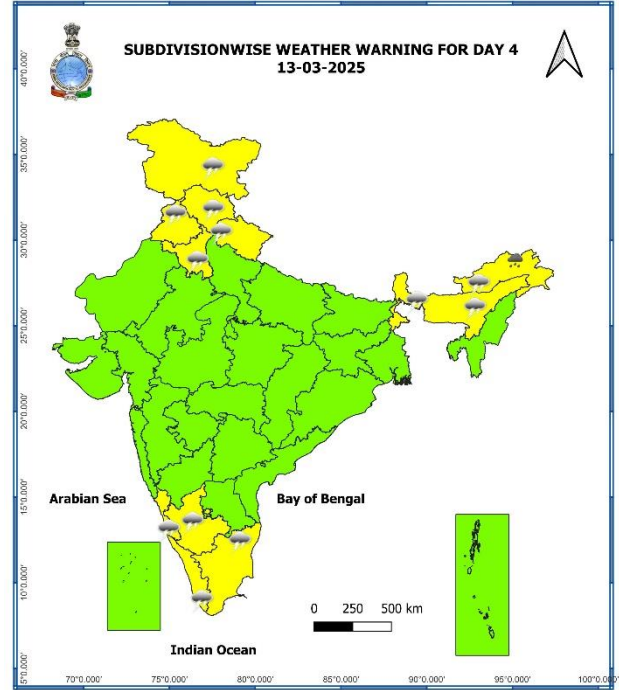 SUBDIVISIONWISE WEATHER WARNING FOR DAY 4
13-03-2025
40°0.000'
35°0.000'
30°0.000'
25°0.000'
20°0.000'
15°0.000'
10°0.000'
5°0.000'
Arabian Sea
Bay of Bengal
0 250 500 km
Indian Ocean
70°0.000' 75°0.000' 80°0.000' 85°0.000' 90°0.000' 95°0.000' 100°0.000'